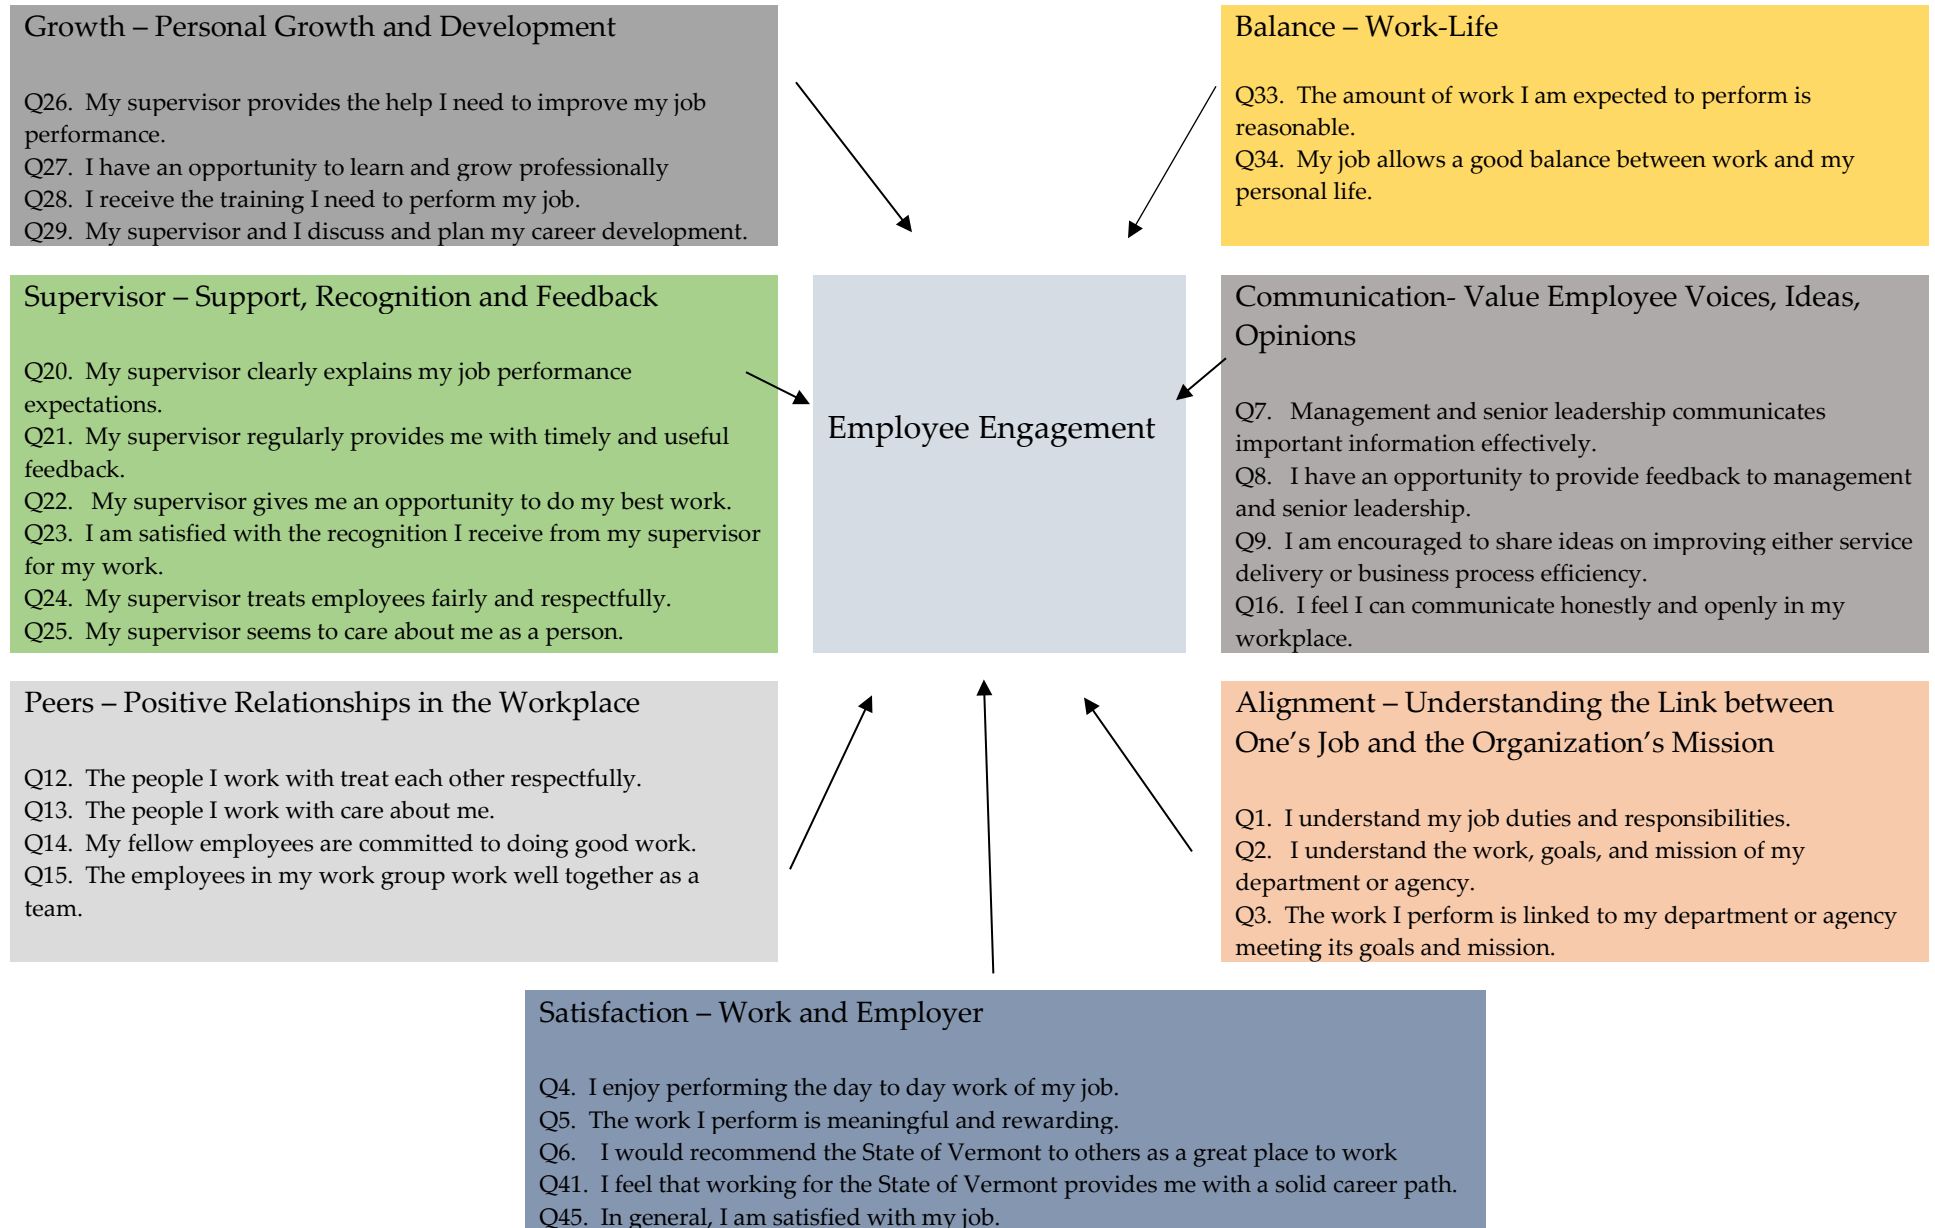 Growth – Personal Growth and Development
Q26.  My supervisor provides the help I need to improve my job
performance.
Q27.  I have an opportunity to learn and grow professionally
Q28.  I receive the training I need to perform my job.
Q29.  My supervisor and I discuss and plan my career development.
Balance – Work-Life
Q33.  The amount of work I am expected to perform is
reasonable.
Q34.  My job allows a good balance between work and my
personal life.
Supervisor – Support, Recognition and Feedback
Q20.  My supervisor clearly explains my job performance
expectations.
Q21.  My supervisor regularly provides me with timely and useful
feedback.
Q22.   My supervisor gives me an opportunity to do my best work.
Q23.  I am satisfied with the recognition I receive from my supervisor
for my work.
Q24.  My supervisor treats employees fairly and respectfully.
Q25.  My supervisor seems to care about me as a person.
Employee Engagement
Communication- Value Employee Voices, Ideas,
Opinions
Q7.   Management and senior leadership communicates
important information effectively.
Q8.   I have an opportunity to provide feedback to management
and senior leadership.
Q9.  I am encouraged to share ideas on improving either service
delivery or business process efficiency.
Q16.  I feel I can communicate honestly and openly in my
workplace.
Peers – Positive Relationships in the Workplace
Q12.  The people I work with treat each other respectfully.
Q13.  The people I work with care about me.
Q14.  My fellow employees are committed to doing good work.
Q15.  The employees in my work group work well together as a
team.
Alignment – Understanding the Link between
One’s Job and the Organization’s Mission
Q1.  I understand my job duties and responsibilities.
Q2.   I understand the work, goals, and mission of my
department or agency.
Q3.  The work I perform is linked to my department or agency
meeting its goals and mission.
Satisfaction – Work and Employer
Q4.  I enjoy performing the day to day work of my job.
Q5.  The work I perform is meaningful and rewarding.
Q6.   I would recommend the State of Vermont to others as a great place to work
Q41.  I feel that working for the State of Vermont provides me with a solid career path.
Q45.  In general, I am satisfied with my job.